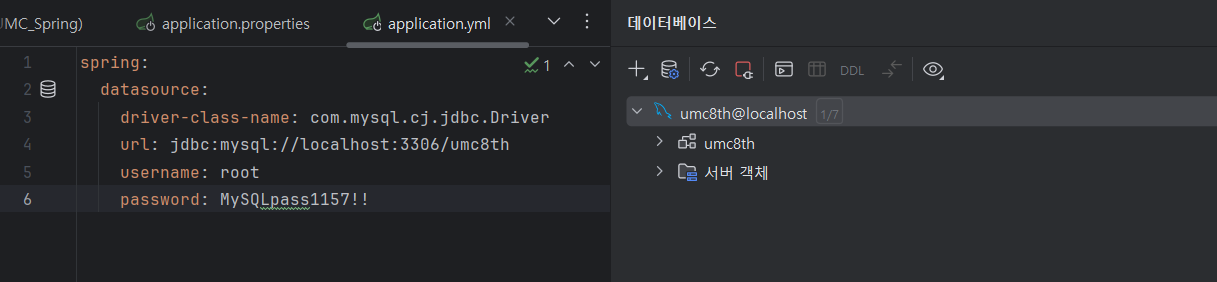 UMC_Spring)
application.properties
application.yml
데이터베이스
1 spring:
1
2 datasource:
3 driver-class-name: com.mysql.cj.jdbc.Driver
4 url: jdbc:mysql://localhost:3306/umc8th
5 username: root
6 password: MySQLpass1157!!
DDL
umc8th@localhost 1/7
umc8th
서버 객체